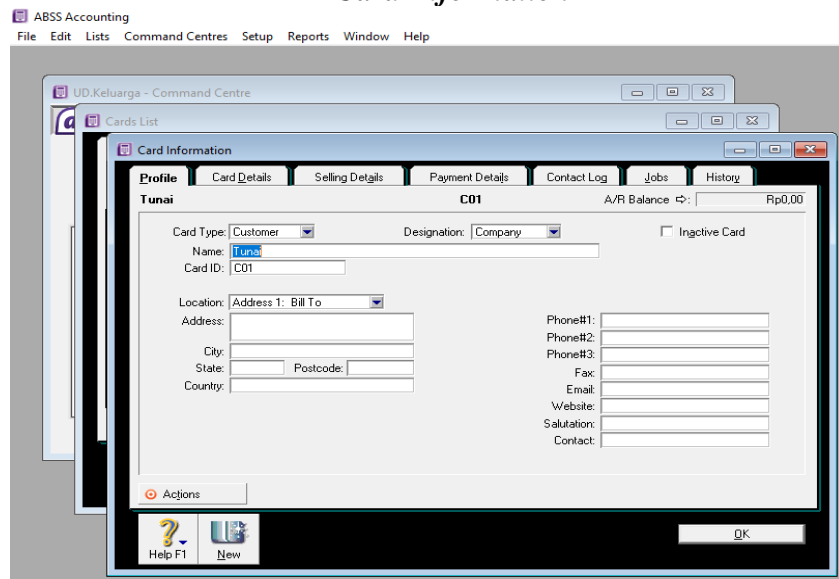 ABSS Accounting
File Edit Lists Command Centres Setup Reports Window Help
UD.Keluarga - Command Centre
Cards List
Card Information
Profile Card Details Selling Details Payment Details Contact Log Jobs History
Tunai C01 A/R Balance ⇨: Rp0,00
Card Type: Customer Designation: Company Inactive Card
Name: Tunai
Card ID: C01
Location: Address 1: Bill To
Address: Phone#1:
Phone#2:
City: Phone#3:
State: Postcode: Fax:
Country: Email:
Website:
Salutation:
Contact:
Actions
Help F1 New OK